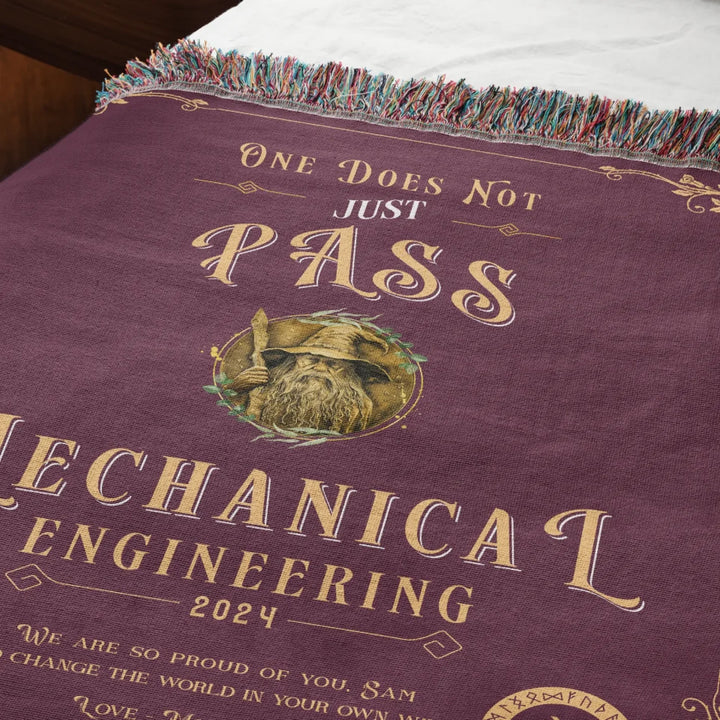 One Does Not
JUST
PASS
MECHANICAL
ENGINEERING
2024
WE ARE SO PROUD OF YOU, SAM
CHANGE THE WORLD IN YOUR OWN
LOVE -